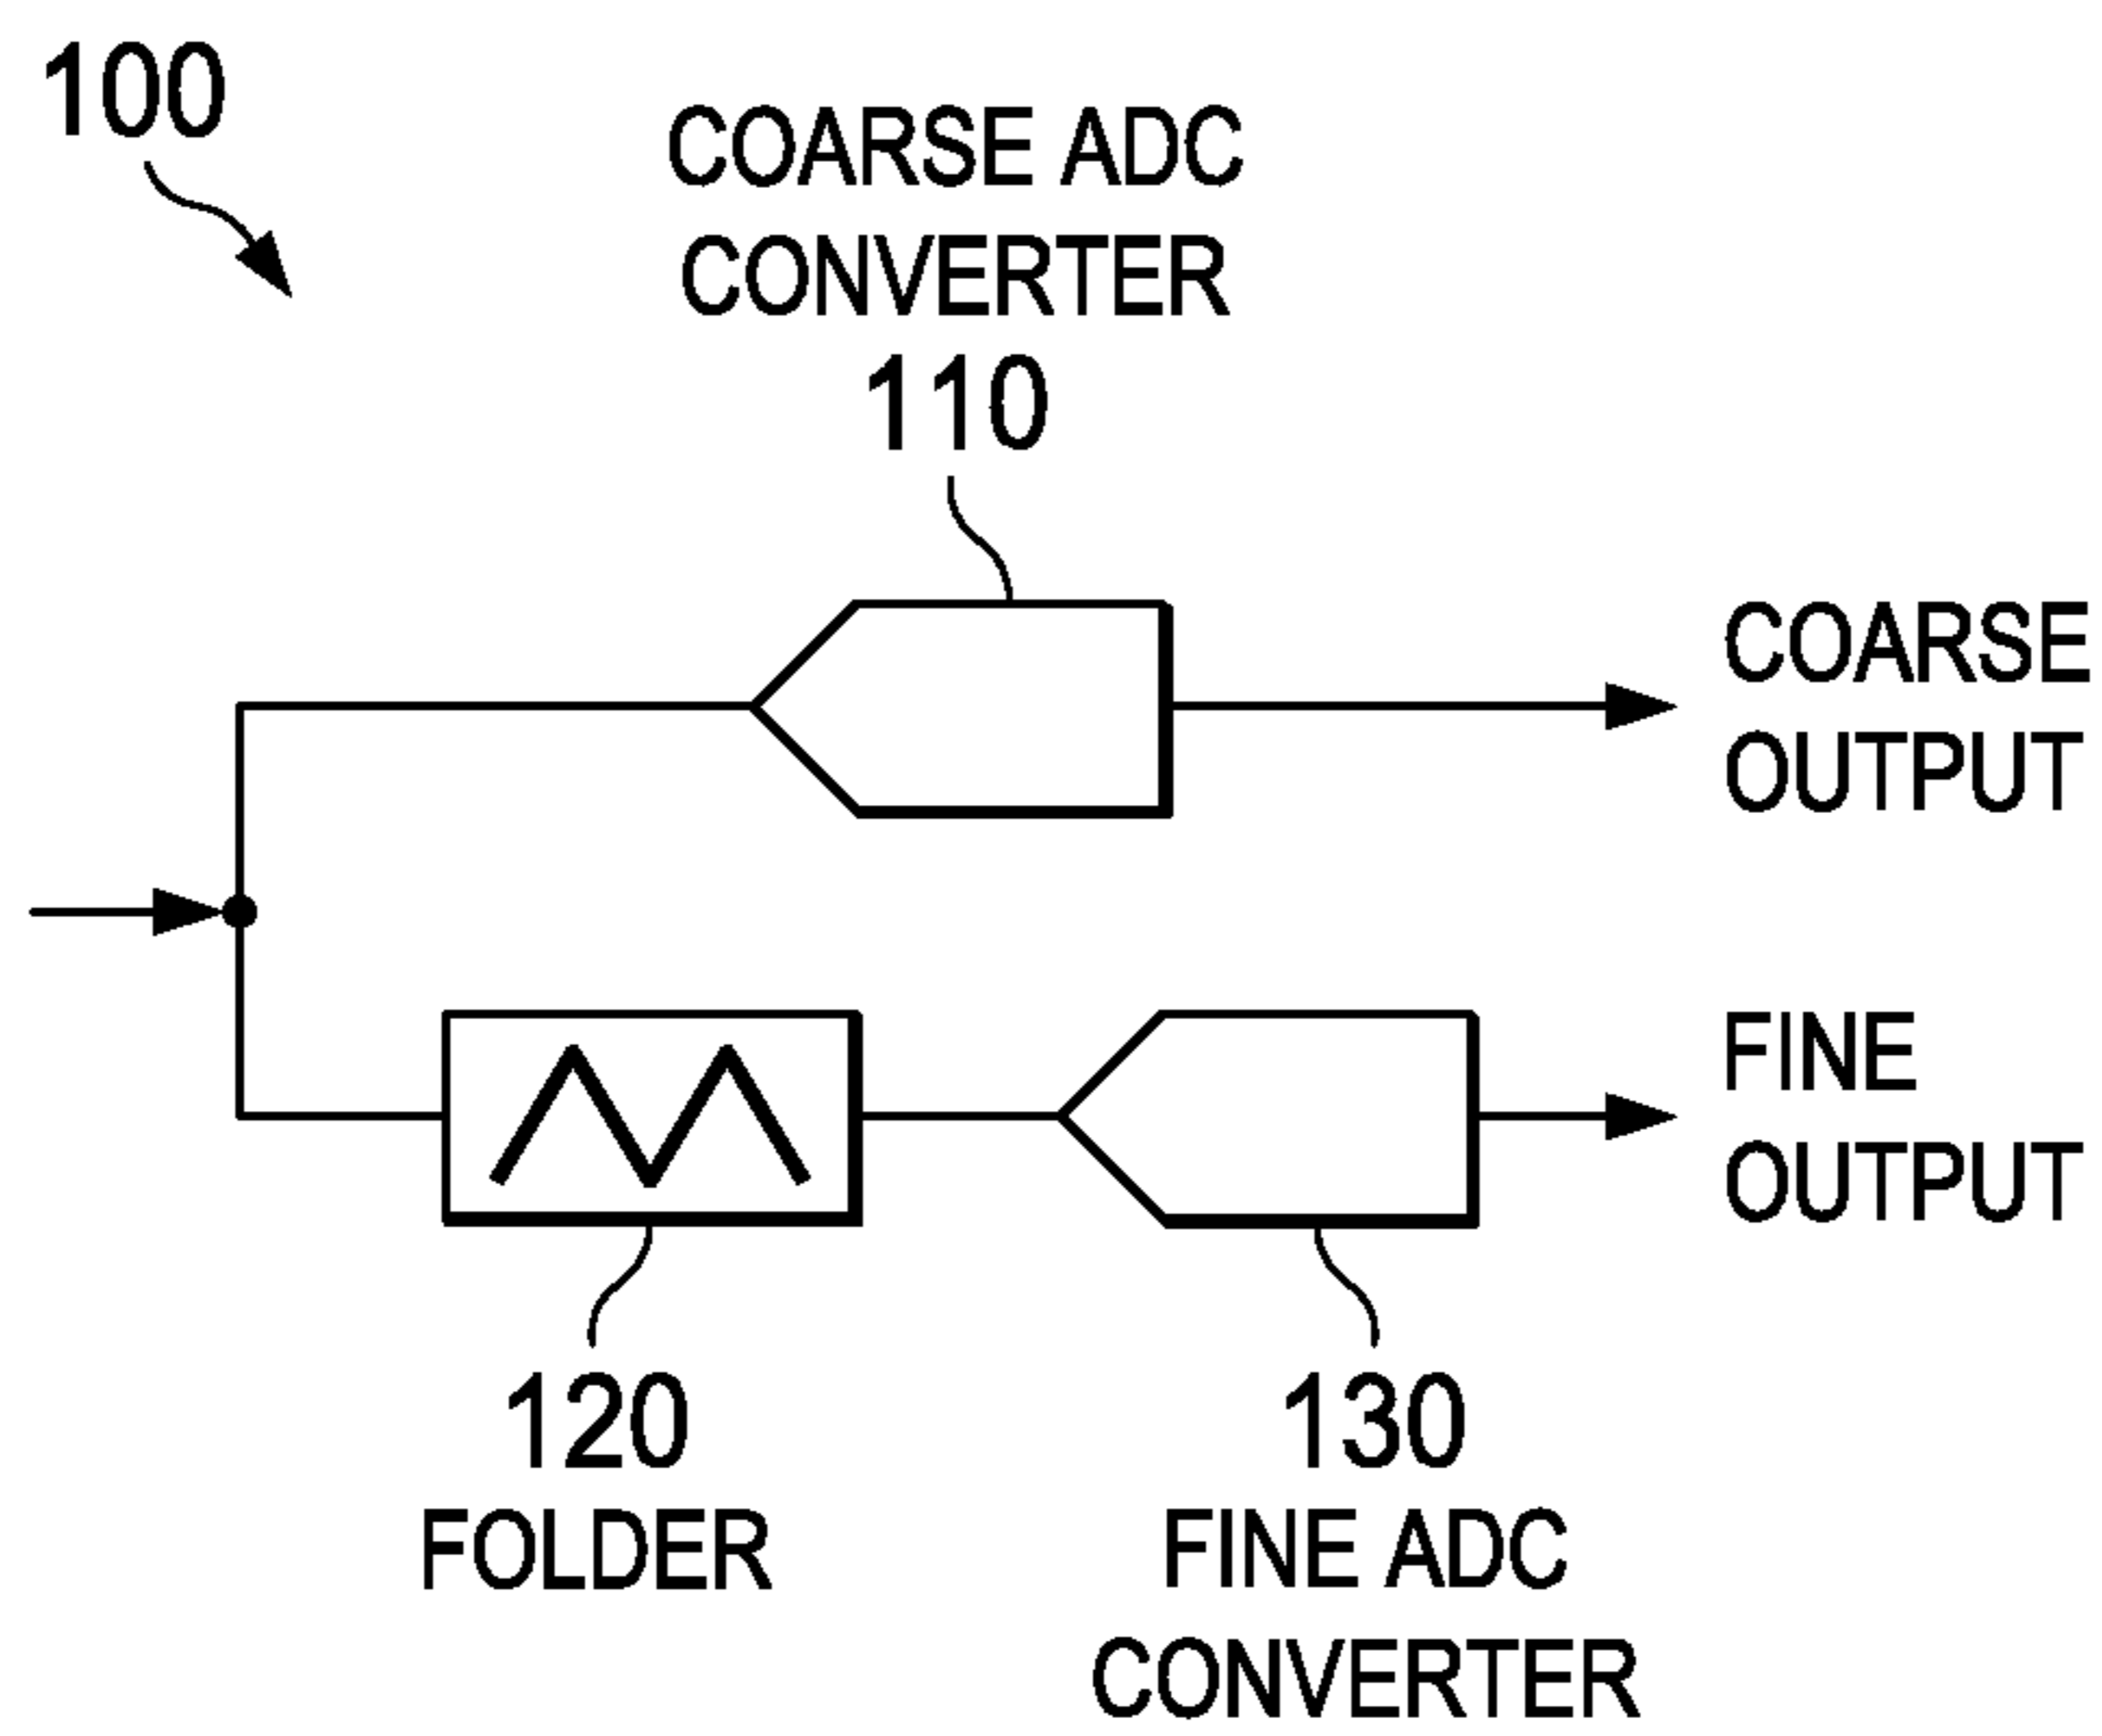 100
COARSE ADC
CONVERTER
110
COARSE
OUTPUT
FINE
OUTPUT
120
FOLDER
130
FINE ADC
CONVERTER